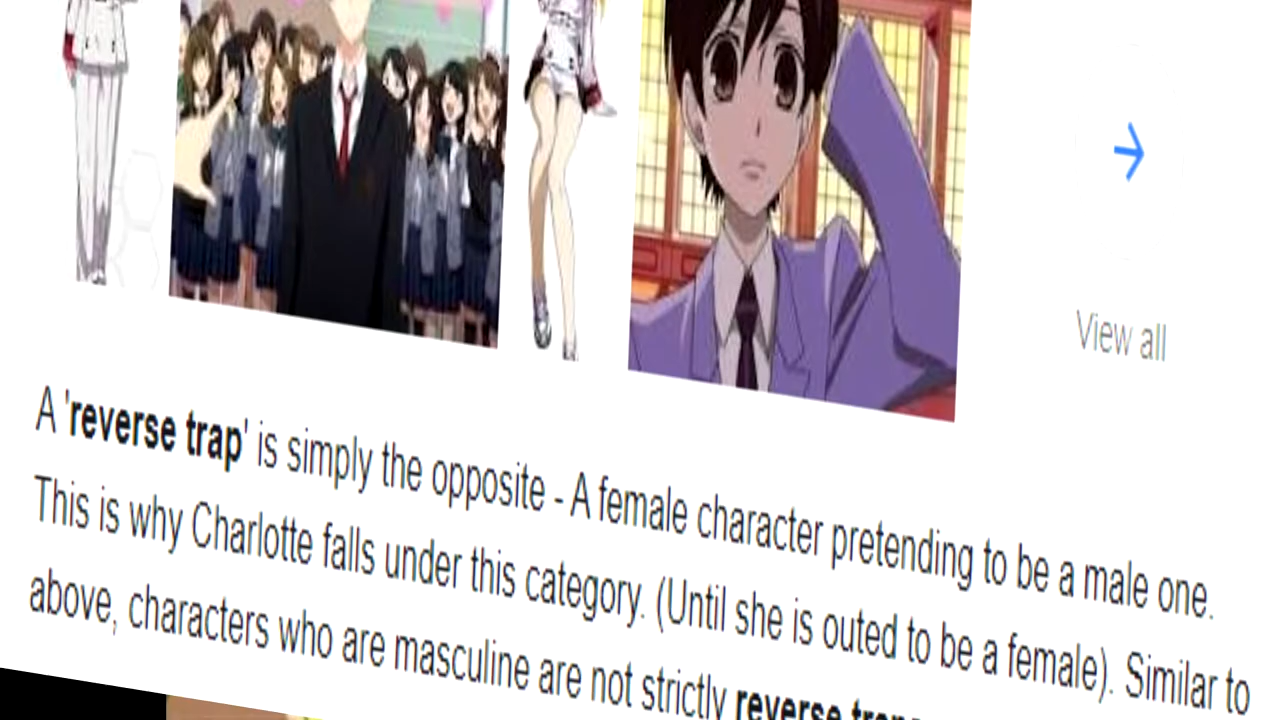 View all
A 'reverse trap' is simply the opposite - A female character pretending to be a male one.
This is why Charlotte falls under this category. (Until she is outed to be a female). Similar to
above, characters who are masculine are not strictly reverse